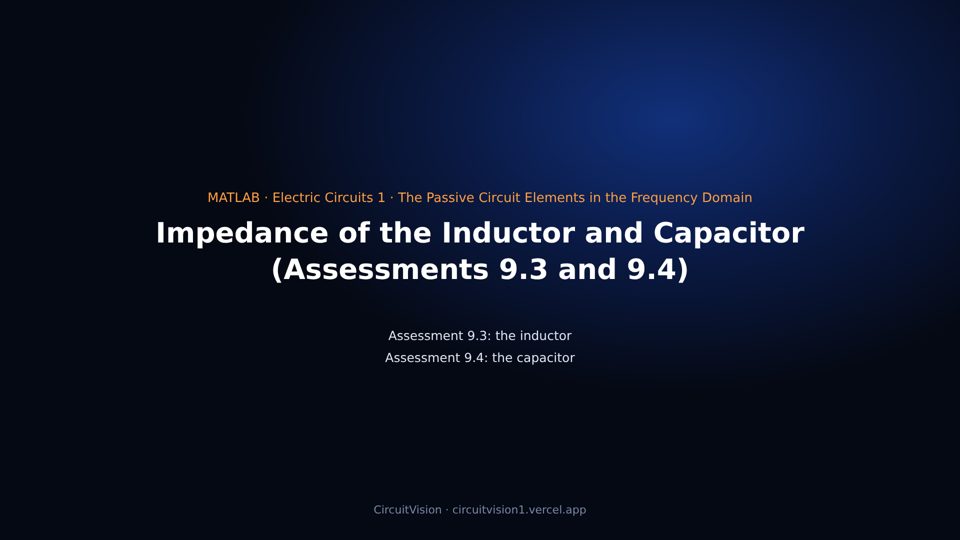 MATLAB · Electric Circuits 1 · The Passive Circuit Elements in the Frequency Domain
Impedance of the Inductor and Capacitor
(Assessments 9.3 and 9.4)
Assessment 9.3: the inductor
Assessment 9.4: the capacitor
CircuitVision · circuitvision1.vercel.app